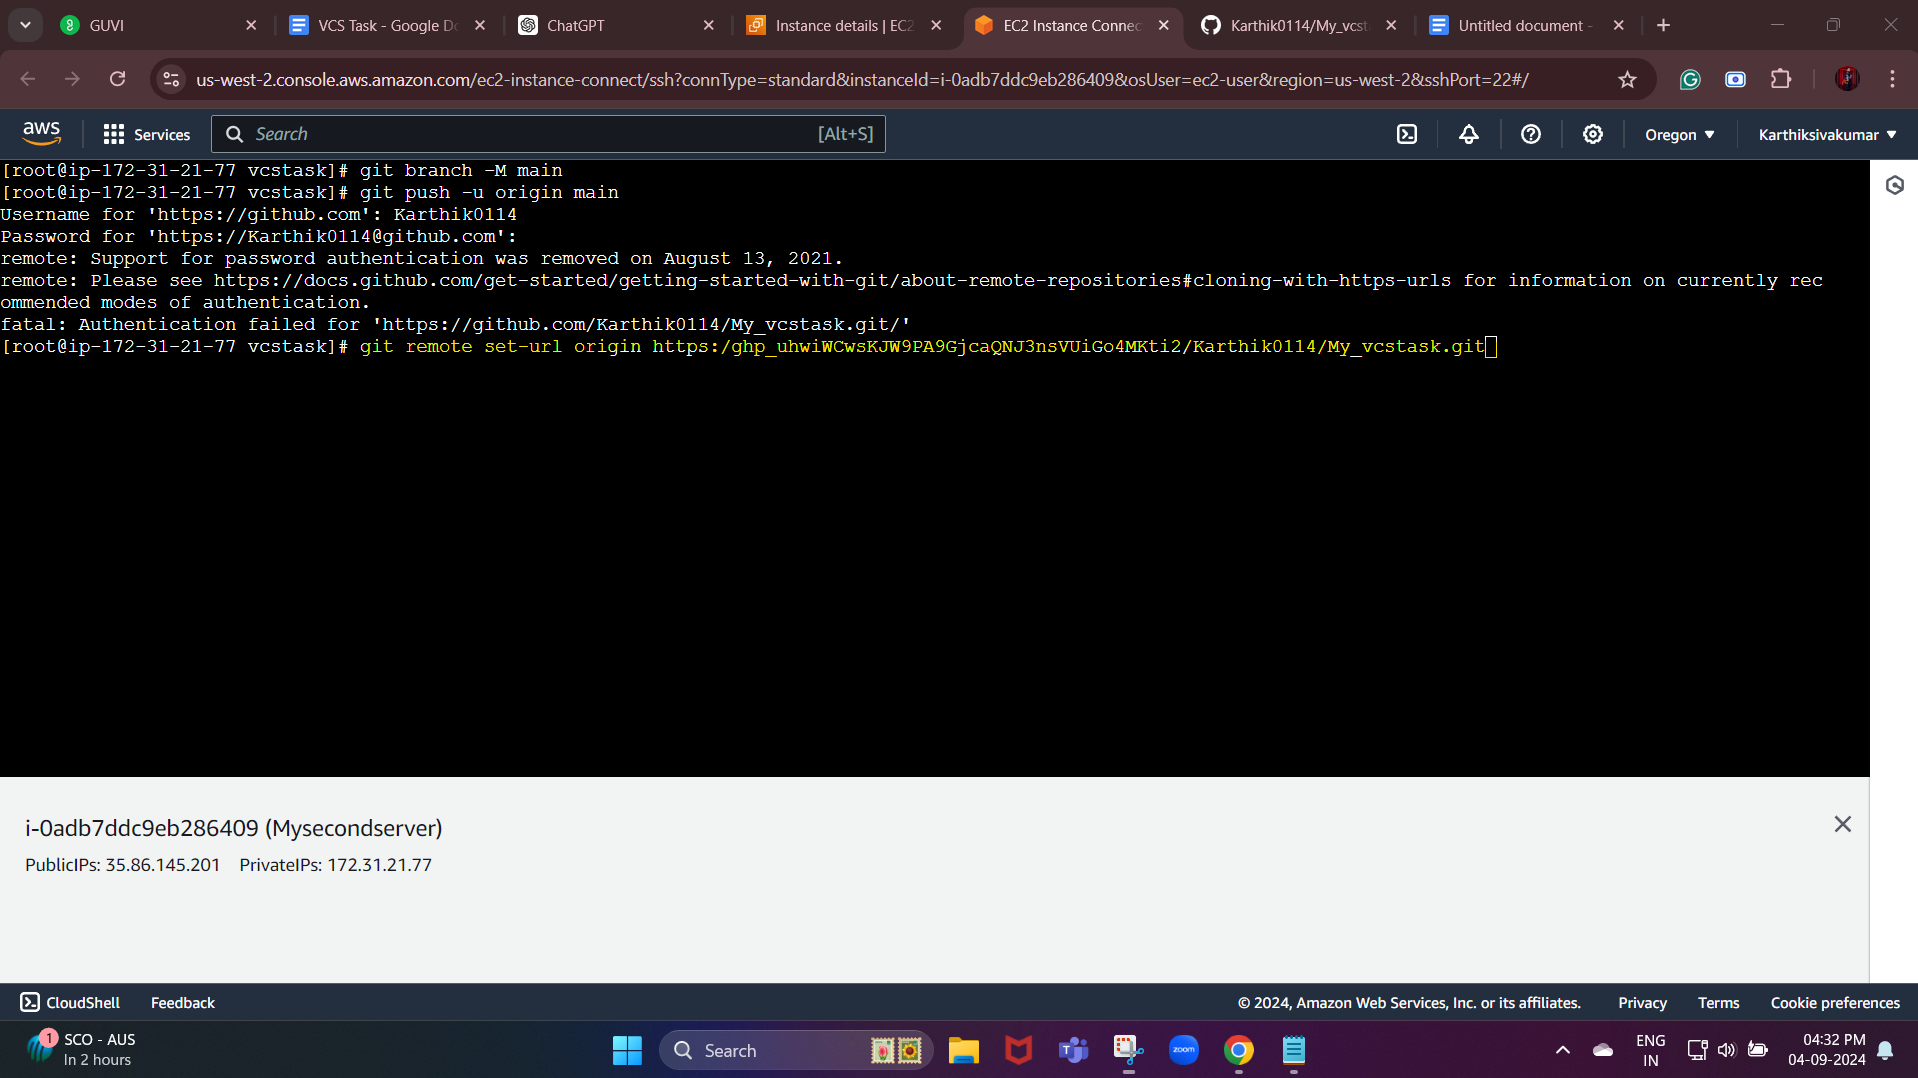 GUVI
VCS Task - Google Do
ChatGPT
Instance details | EC2
EC2 Instance Connec
Karthik0114/My_vcst
Untitled document -
us-west-2.console.aws.amazon.com/ec2-instance-connect/ssh?connType=standard&instanceId=i-0adb7ddc9eb286409&osUser=ec2-user&region=us-west-2&sshPort=22#/
aws
Services
Search
[Alt+S]
Oregon
Karthiksivakumar
[root@ip-172-31-21-77 vcstask]# git branch -M main
[root@ip-172-31-21-77 vcstask]# git push -u origin main
Username for 'https://github.com': Karthik0114
Password for 'https://Karthik0114@github.com':
remote: Support for password authentication was removed on August 13, 2021.
remote: Please see https://docs.github.com/get-started/getting-started-with-git/about-remote-repositories#cloning-with-https-urls for information on currently rec
ommended modes of authentication.
fatal: Authentication failed for 'https://github.com/Karthik0114/My_vcstask.git/'
[root@ip-172-31-21-77 vcstask]# git remote set-url origin https:/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/Karthik0114/My_vcstask.git
i-0adb7ddc9eb286409 (Mysecondserver)
PublicIPs: 35.86.145.201 PrivateIPs: 172.31.21.77
CloudShell
Feedback
© 2024, Amazon Web Services, Inc. or its affiliates.
Privacy
Terms
Cookie preferences
1
SCO - AUS
In 2 hours
Search
zoom
ENG
IN
04:32 PM
04-09-2024